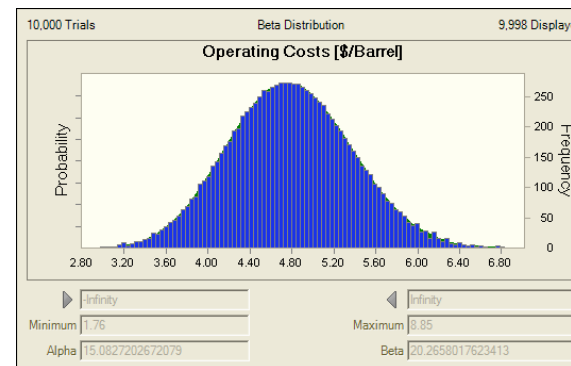 10,000 Trials Beta Distribution 9,998 Display
Operating Costs [$/Barrel]
Probability
Frequency
250
200
150
100
50
0
2.80 3.20 3.60 4.00 4.40 4.80 5.20 5.60 6.00 6.40 6.80
-Infinity Infinity
Minimum 1.76 Maximum 8.85
Alpha 15.0827202672079 Beta 20.2658017623413